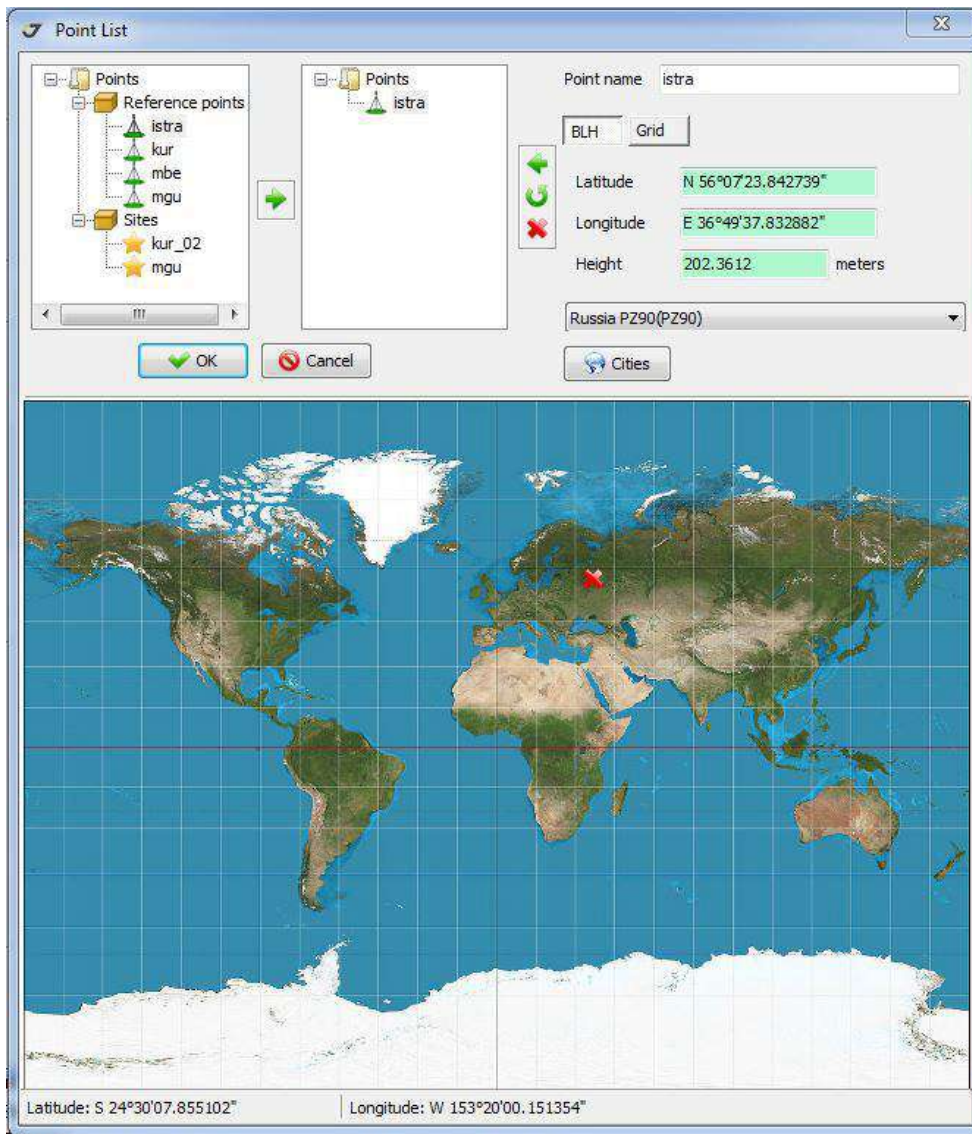 Point List
Points
Reference points
istra
kur
mbe
mgu
Sites
kur_02
mgu
Points
istra
Point name istra
BLH Grid
Latitude N 56°07'23.842739"
Longitude E 36°49'37.832882"
Height 202.3612 meters
Russia PZ90(PZ90)
OK Cancel Cities
Latitude: S 24°30'07.855102" Longitude: W 153°20'00.151354"